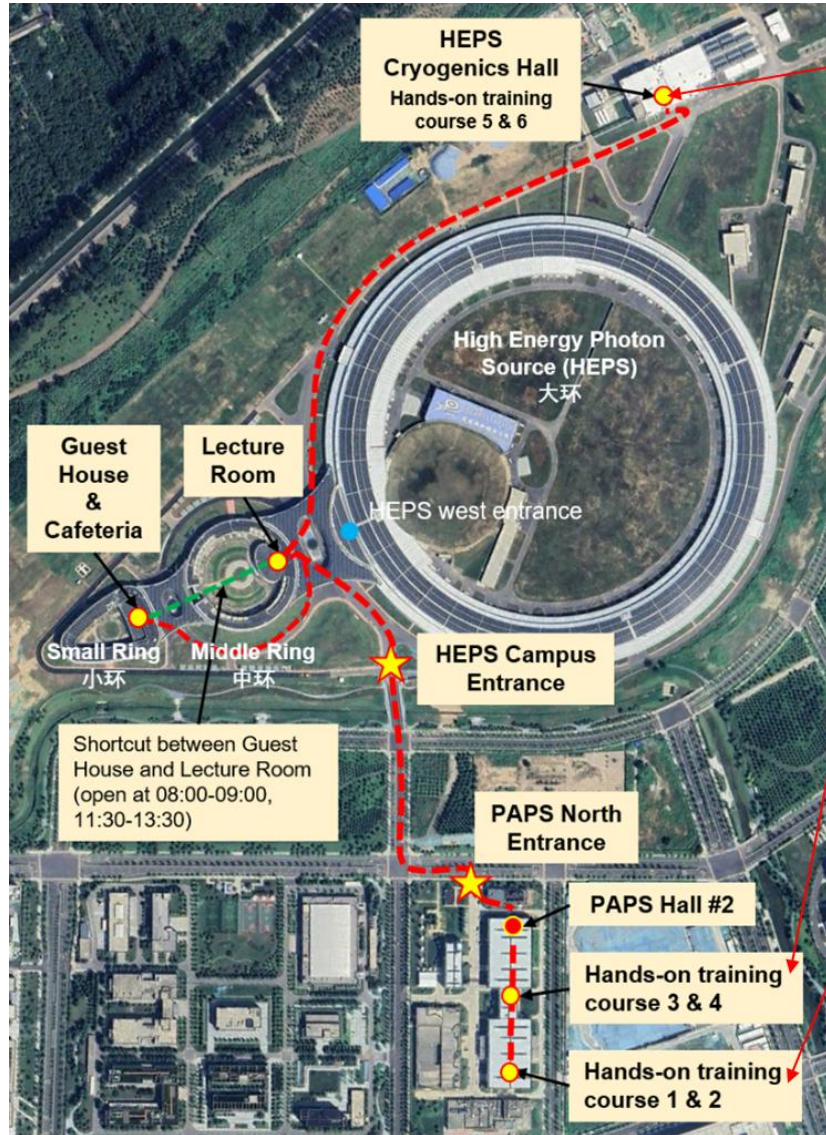 HEPS
Cryogenics Hall
Hands-on training
course 5 & 6
High Energy Photon
Source (HEPS)
大环
Guest
House
&
Cafeteria
Lecture
Room
HEPS west entrance
Small Ring
小环
Middle Ring
中环
HEPS Campus
Entrance
Shortcut between Guest
House and Lecture Room
(open at 08:00-09:00,
11:30-13:30)
PAPS North
Entrance
PAPS Hall #2
Hands-on training
course 3 & 4
Hands-on training
course 1 & 2